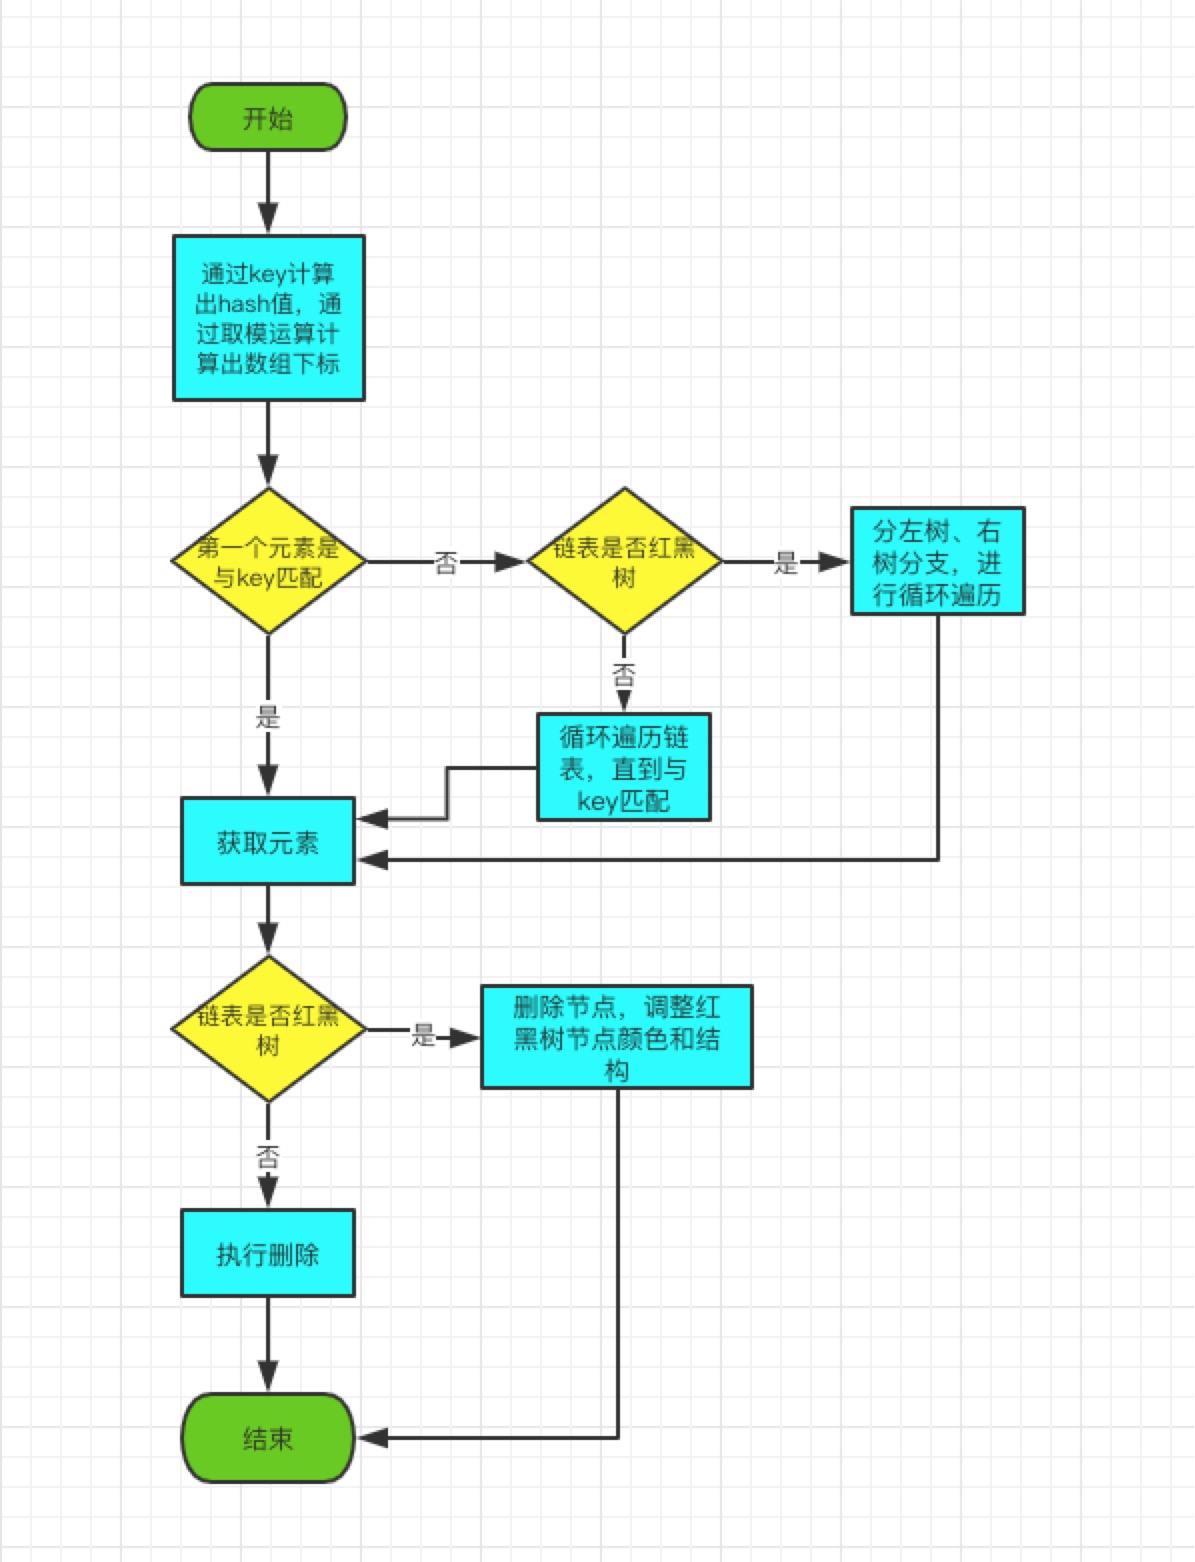 开始
通过key计算
出hash值，通
过取模运算计
算出数组下标
第一个元素是
与key匹配
否
链表是否红黑
树
是
分左树、右
树分支，进
行循环遍历
否
是
循环遍历链
表，直到与
key匹配
获取元素
链表是否红黑
树
是
删除节点，调整红
黑树节点颜色和结
构
否
执行删除
结束